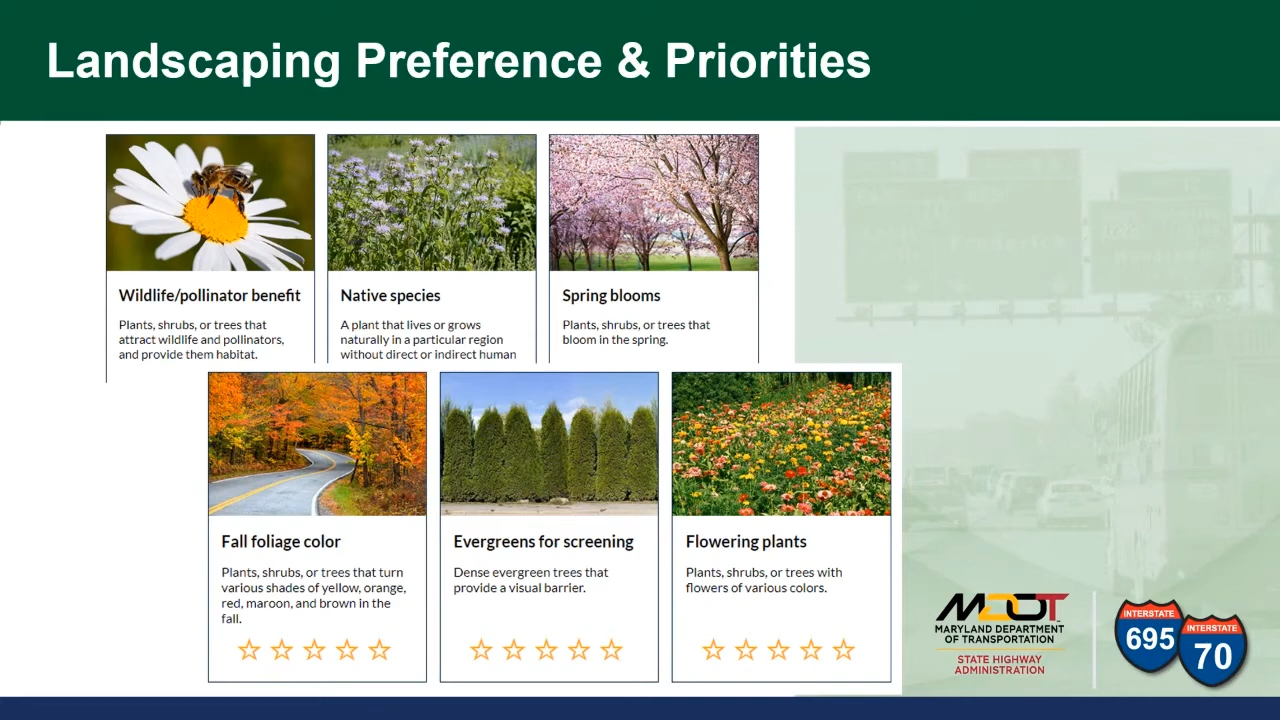 Landscaping Preference & Priorities
Wildlife/pollinator benefit
Plants, shrubs, or trees that
attract wildlife and pollinators,
and provide them habitat.
Native species
A plant that lives or grows
naturally in a particular region
without direct or indirect human
Spring blooms
Plants, shrubs, or trees that
bloom in the spring.
Fall foliage color
Plants, shrubs, or trees that turn
various shades of yellow, orange,
red, maroon, and brown in the
fall.
Evergreens for screening
Dense evergreen trees that
provide a visual barrier.
Flowering plants
Plants, shrubs, or trees with
flowers of various colors.
MDOT
MARYLAND DEPARTMENT
OF TRANSPORTATION
STATE HIGHWAY
ADMINISTRATION
INTERSTATE
695
INTERSTATE
70